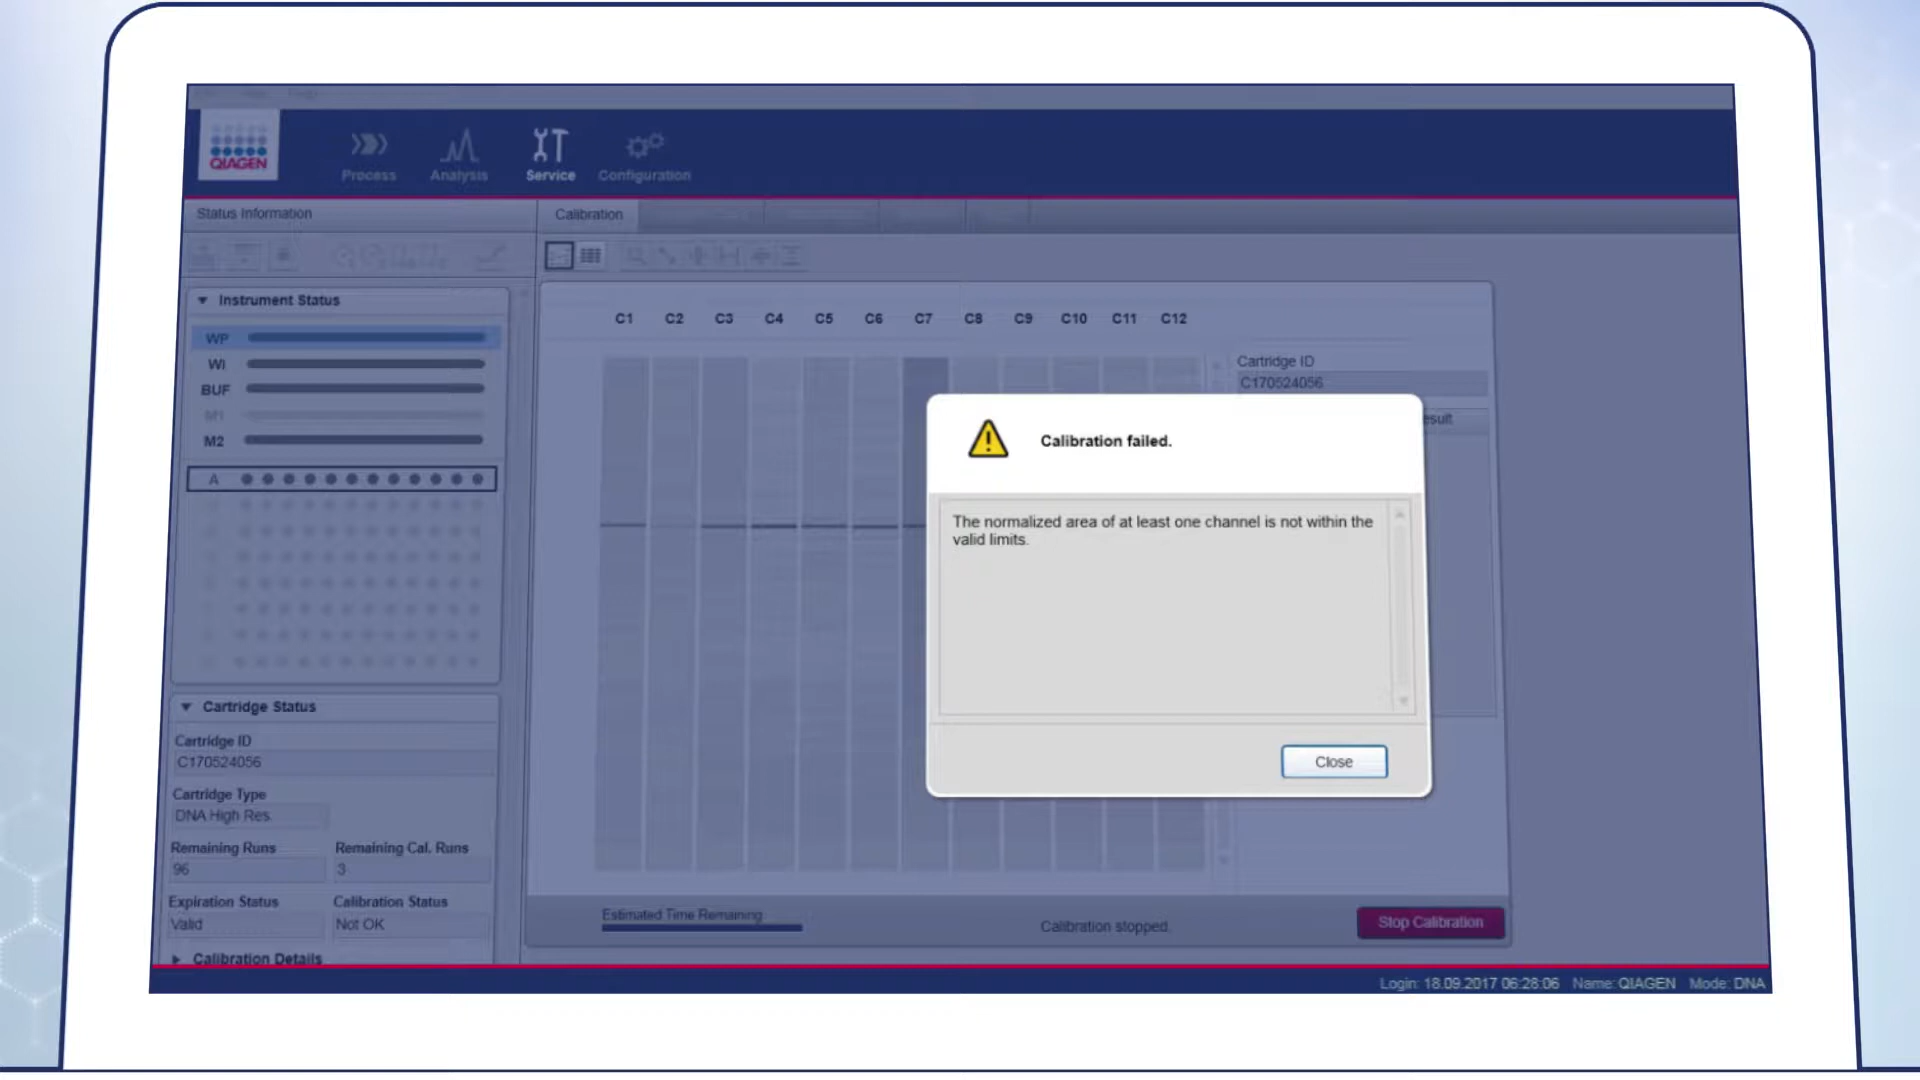 QIAGEN
Process
Analysis
Service
Configuration
Status Information
Calibration
Instrument Status
C1 C2 C3 C4 C5 C6 C7 C8 C9 C10 C11 C12
WP
WI
BUF
M1
M2
A
Cartridge ID
C170524056
esult
Calibration failed.
The normalized area of at least one channel is not within the
valid limits.
Close
Cartridge Status
Cartridge ID
C170524056
Cartridge Type
DNA High Res.
Remaining Runs Remaining Cal. Runs
96 3
Expiration Status Calibration Status
Valid Not OK
Calibration Details
Estimated Time Remaining
Calibration stopped.
Stop Calibration
Login: 18.09.2017 06:28:06 Name: QIAGEN Mode: DNA